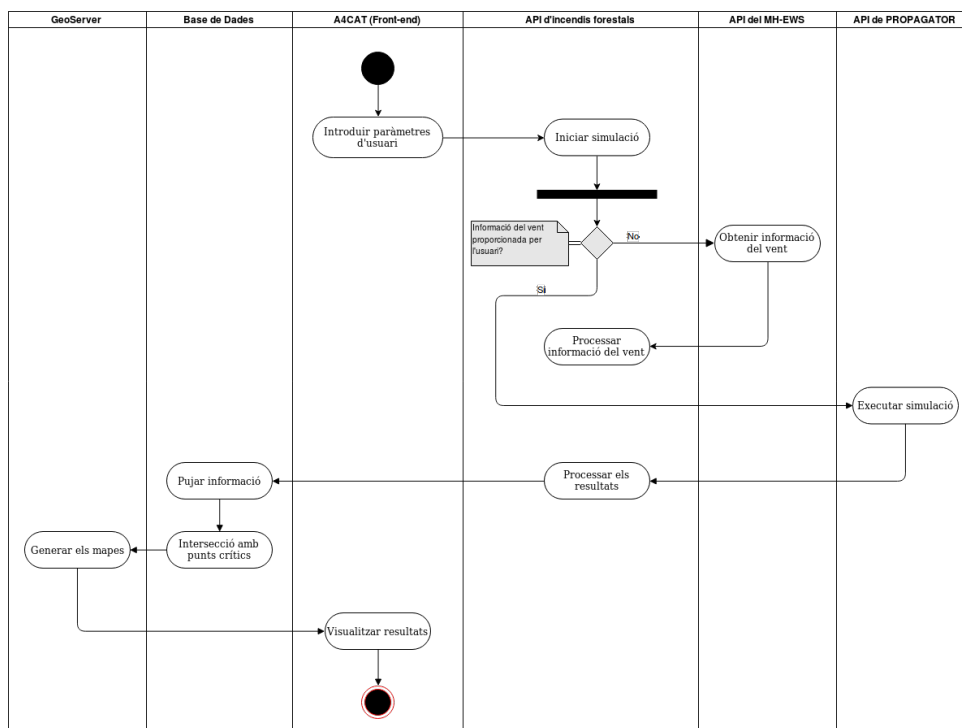 GeoServer
Base de Dades
A4CAT (Front-end)
API d'incendis forestals
API del MH-EWS
API de PROPAGATOR
Introduir paràmetres
d'usuari
Iniciar simulació
Informació del vent
proporcionada per
l'usuari?
No
Obtenir informació
del vent
Sí
Processar
informació del vent
Executar simulació
Processar els
resultats
Pujar informació
Intersecció amb
punts crítics
Generar els mapes
Visualitzar resultats